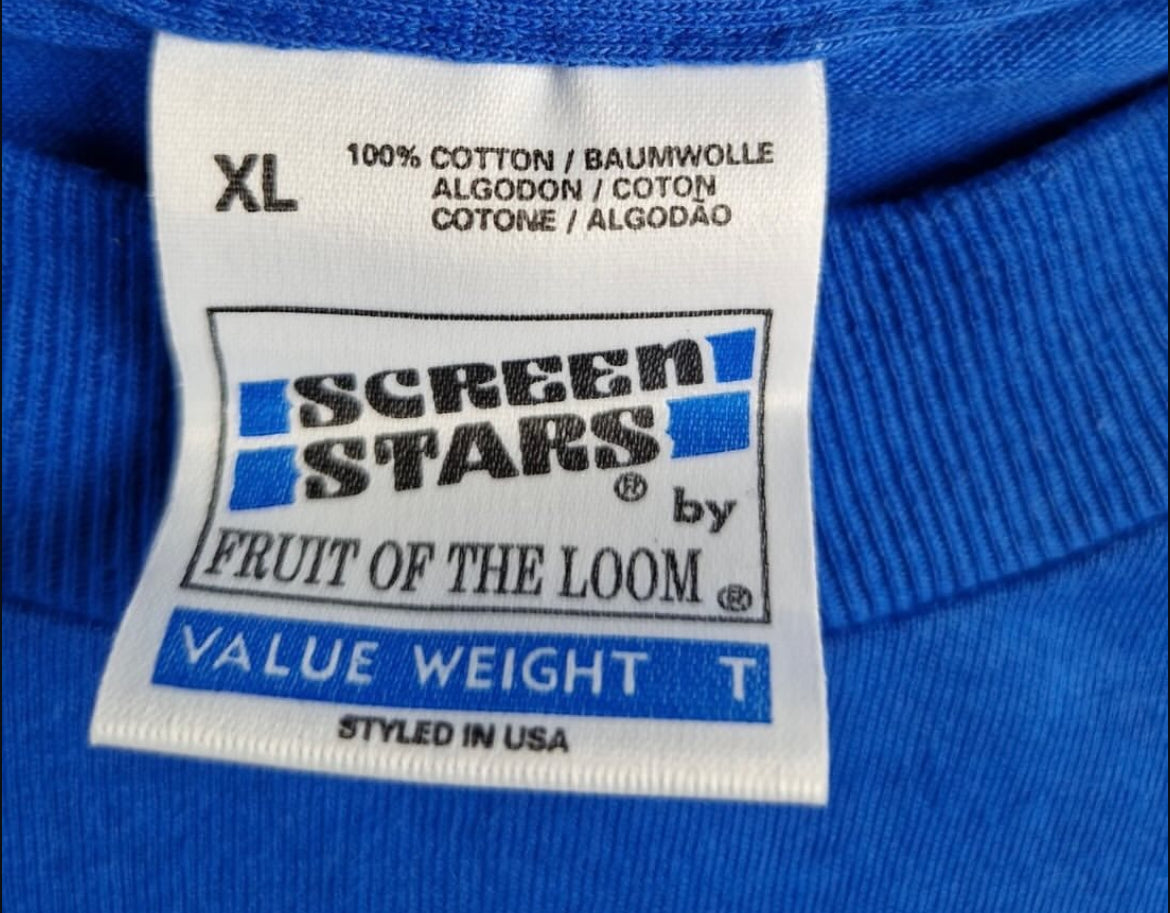 XL
100% COTTON / BAUMWOLLE
ALGODON / COTON
COTONE / ALGODÃO
SCREEN
STARS
® by
FRUIT OF THE LOOM ®
VALUE WEIGHT T
STYLED IN USA